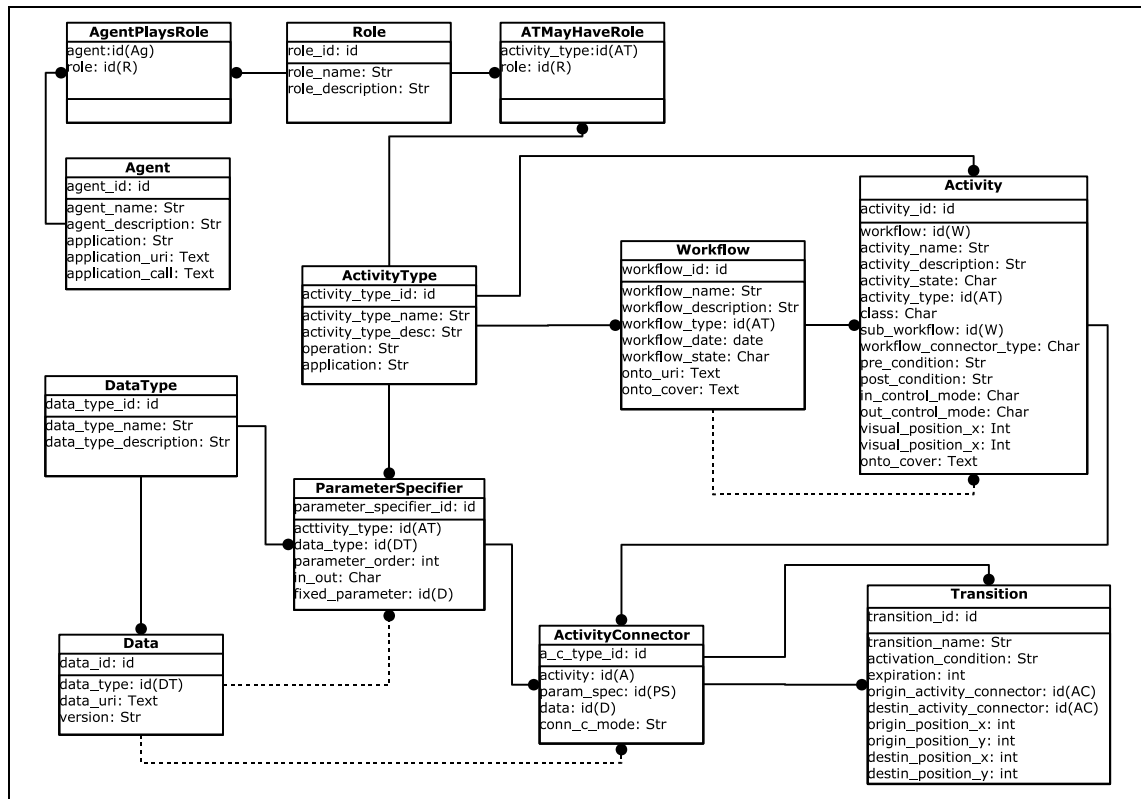 AgentPlaysRole
agent:id(Ag)
role: id(R)
Role
role_id: id
role_name: Str
role_description: Str
ATMayHaveRole
activity_type:id(AT)
role: id(R)
Agent
agent_id: id
agent_name: Str
agent_description: Str
application: Str
application_uri: Text
application_call: Text
ActivityType
activity_type_id: id
activity_type_name: Str
activity_type_desc: Str
operation: Str
application: Str
Workflow
workflow_id: id
workflow_name: Str
workflow_description: Str
workflow_type: id(AT)
workflow_date: date
workflow_state: Char
onto_uri: Text
onto_cover: Text
Activity
activity_id: id
workflow: id(W)
activity_name: Str
activity_description: Str
activity_state: Char
activity_type: id(AT)
class: Char
sub_workflow: id(W)
workflow_connector_type: Char
pre_condition: Str
post_condition: Str
in_control_mode: Char
out_control_mode: Char
visual_position_x: Int
visual_position_x: Int
onto_cover: Text
DataType
data_type_id: id
data_type_name: Str
data_type_description: Str
ParameterSpecifier
parameter_specifier_id: id
acttivity_type: id(AT)
data_type: id(DT)
parameter_order: int
in_out: Char
fixed_parameter: id(D)
Data
data_id: id
data_type: id(DT)
data_uri: Text
version: Str
ActivityConnector
a_c_type_id: id
activity: id(A)
param_spec: id(PS)
data: id(D)
conn_c_mode: Str
Transition
transition_id: id
transition_name: Str
activation_condition: Str
expiration: int
origin_activity_connector: id(AC)
destin_activity_connector: id(AC)
origin_position_x: int
origin_position_y: int
destin_position_x: int
destin_position_y: int